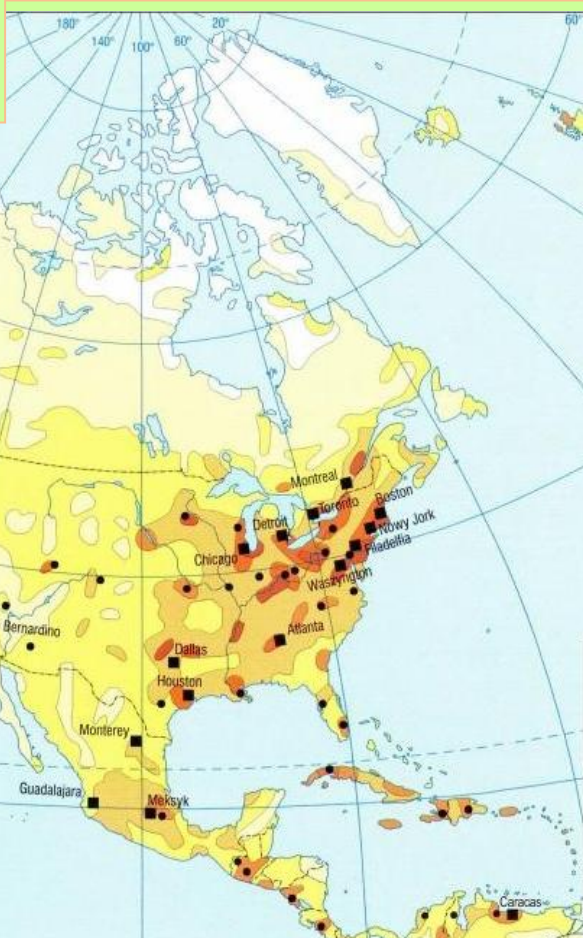 180°
140°
100°
60°
20°
60°
Montreal
Toronto
Boston
Detroit
Nowy Jork
Filadelfia
Chicago
Waszyngton
Bernardino
Atlanta
Dallas
Houston
Monterey
Guadalajara
Meksyk
Caracas